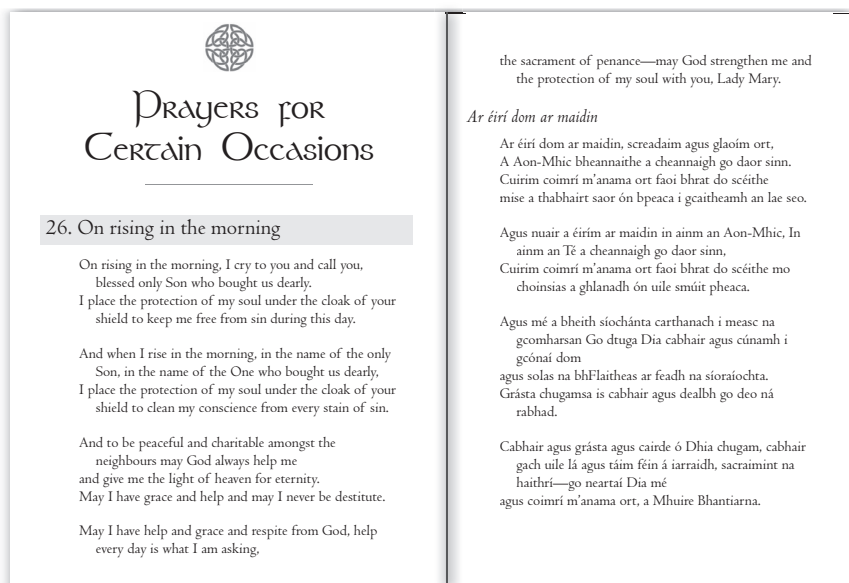 Prayers for
Certain Occasions
26. On rising in the morning
On rising in the morning, I cry to you and call you,
blessed only Son who bought us dearly.
I place the protection of my soul under the cloak of your
shield to keep me free from sin during this day.
And when I rise in the morning, in the name of the only
Son, in the name of the One who bought us dearly,
I place the protection of my soul under the cloak of your
shield to clean my conscience from every stain of sin.
And to be peaceful and charitable amongst the
neighbours may God always help me
and give me the light of heaven for eternity.
May I have grace and help and may I never be destitute.
May I have help and grace and respite from God, help
every day is what I am asking,
the sacrament of penance—may God strengthen me and
the protection of my soul with you, Lady Mary.
Ar éirí dom ar maidin
Ar éirí dom ar maidin, screadaim agus glaoím ort,
A Aon-Mhic bheannaithe a cheannaigh go daor sinn.
Cuirim coimrí m'anama ort faoi bhrat do scéithe
mise a thabhairt saor ón bpeaca i gcaitheamh an lae seo.
Agus nuair a éirím ar maidin in ainm an Aon-Mhic, In
ainm an Té a cheannaigh go daor sinn,
Cuirim coimrí m'anama ort faoi bhrat do scéithe mo
choinsias a ghlanadh ón uile smúit pheaca.
Agus mé a bheith síochánta carthanach i measc na
gcomharsan Go dtuga Dia cabhair agus cúnamh i
gcónaí dom
agus solas na bhFlaitheas ar feadh na síoraíochta.
Grásta chugamsa is cabhair agus dealbh go deo ná
rabhad.
Cabhair agus grásta agus cairde ó Dhia chugam, cabhair
gach uile lá agus táim féin á iarraidh, sacraimint na
haithrí—go neartaí Dia mé
agus coimrí m'anama ort, a Mhuire Bhantiarna.